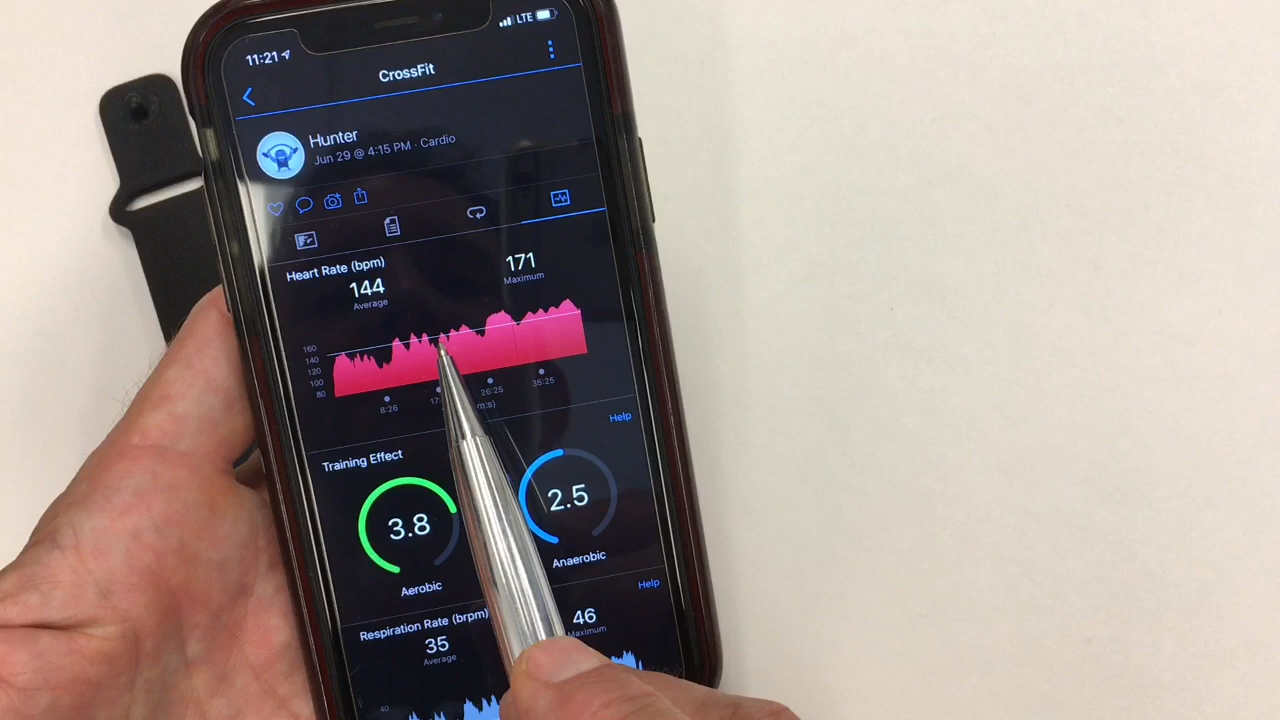 11:21 LTE
CrossFit
Hunter
Jun 29 @ 4:15 PM · Cardio
Heart Rate (bpm)
144 171
Average Maximum
160
140
120
100
80
8:26 26:25 35:25
m:s)
Help
Training Effect
3.8 2.5
Aerobic Anaerobic
Help
Respiration Rate (brpm)
35 46
Average Maximum
40